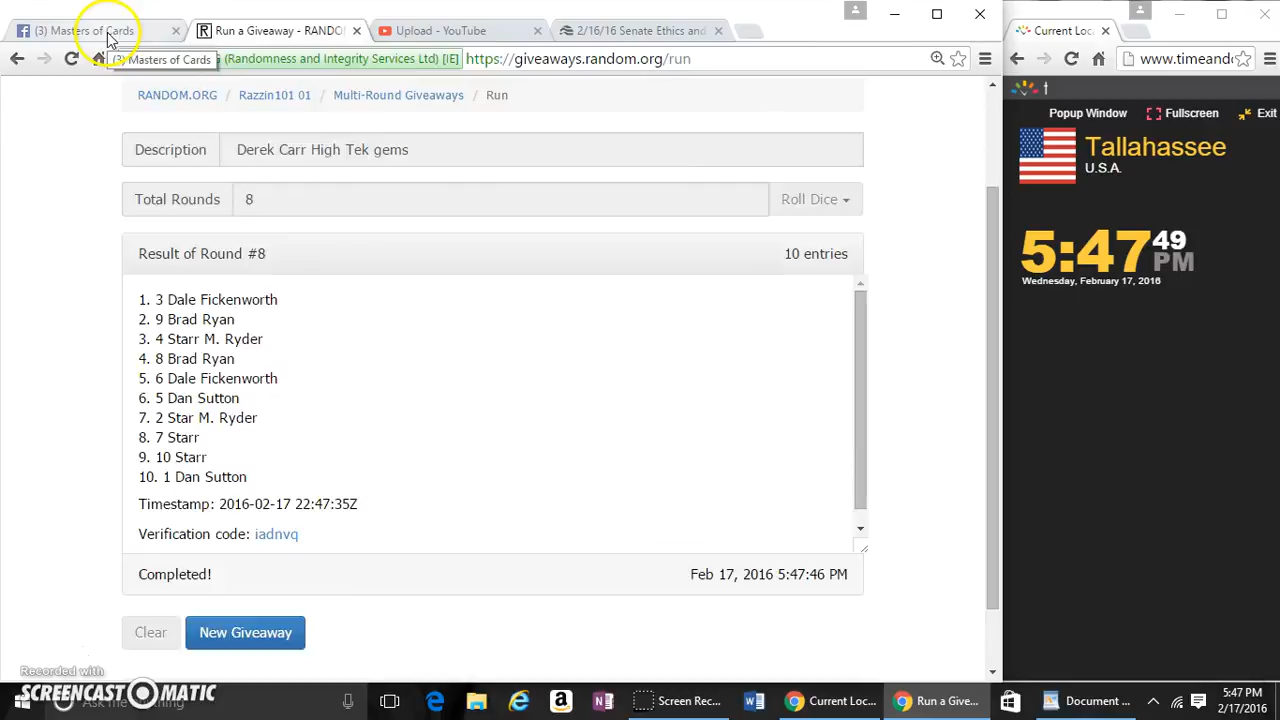 (3) Masters of Cards
Run a Giveaway - RANDO
Upload - YouTube
2/16/16 Senate Ethics and
Current Loc
(3) Masters of Cards
(Randomness and Integrity Services Ltd) [IE]
https://giveaways.random.org/run
www.timeand
RANDOM.ORG / Razzin101
ulti-Round Giveaways / Run
Popup Window
Fullscreen
Exit
Description
Derek Carr High Tek gems
Tallahassee
U.S.A.
Total Rounds
8
Roll Dice
5:47 49 PM
Wednesday, February 17, 2016
Result of Round #8
10 entries
1. 3 Dale Fickenworth
2. 9 Brad Ryan
3. 4 Starr M. Ryder
4. 8 Brad Ryan
5. 6 Dale Fickenworth
6. 5 Dan Sutton
7. 2 Star M. Ryder
8. 7 Starr
9. 10 Starr
10. 1 Dan Sutton
Timestamp: 2016-02-17 22:47:35Z
Verification code: iadnvq
Completed!
Feb 17, 2016 5:47:46 PM
Clear
New Giveaway
Recorded with
SCREENCAST-O-MATIC
Ask me anything
Screen Rec...
Current Loc...
Run a Give...
Document ...
5:47 PM
2/17/2016